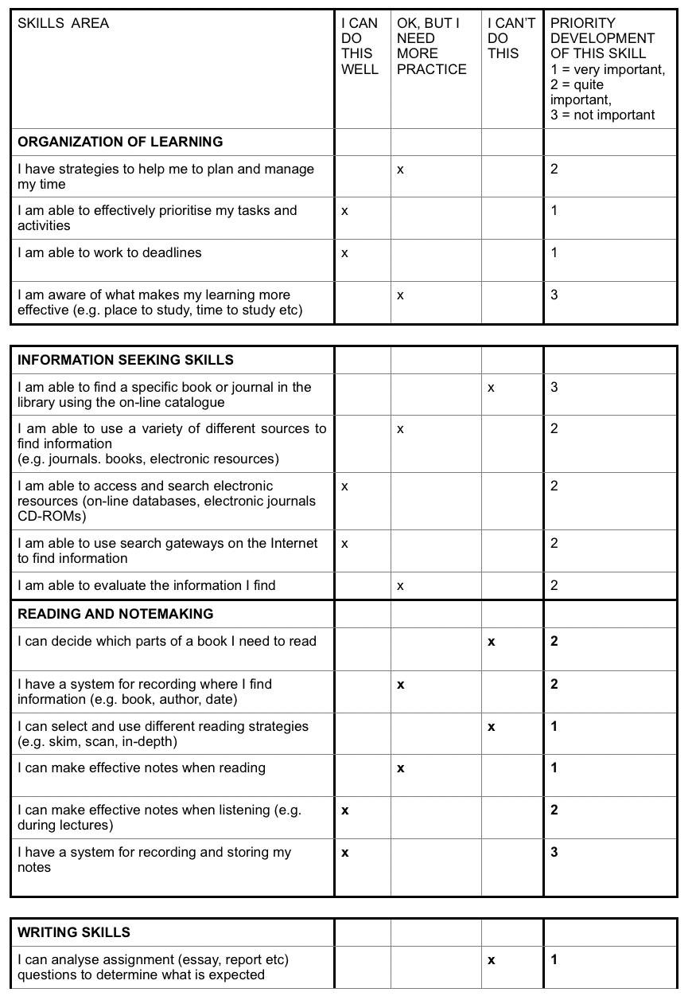 SKILLS AREA
I CAN DO THIS WELL
OK, BUT I NEED MORE PRACTICE
I CAN'T DO THIS
PRIORITY DEVELOPMENT OF THIS SKILL
1 = very important,
2 = quite important,
3 = not important
ORGANIZATION OF LEARNING
I have strategies to help me to plan and manage
my time
x
2
I am able to effectively prioritise my tasks and
activities
x
1
I am able to work to deadlines
x
1
I am aware of what makes my learning more
effective (e.g. place to study, time to study etc)
x
3
INFORMATION SEEKING SKILLS
I am able to find a specific book or journal in the
library using the on-line catalogue
x
3
I am able to use a variety of different sources to
find information
(e.g. journals. books, electronic resources)
x
2
I am able to access and search electronic
resources (on-line databases, electronic journals
CD-ROMs)
x
2
I am able to use search gateways on the Internet
to find information
x
2
I am able to evaluate the information I find
x
2
READING AND NOTEMAKING
I can decide which parts of a book I need to read
x
2
I have a system for recording where I find
information (e.g. book, author, date)
x
2
I can select and use different reading strategies
(e.g. skim, scan, in-depth)
x
1
I can make effective notes when reading
x
1
I can make effective notes when listening (e.g.
during lectures)
x
2
I have a system for recording and storing my
notes
x
3
WRITING SKILLS
I can analyse assignment (essay, report etc)
questions to determine what is expected
x
1